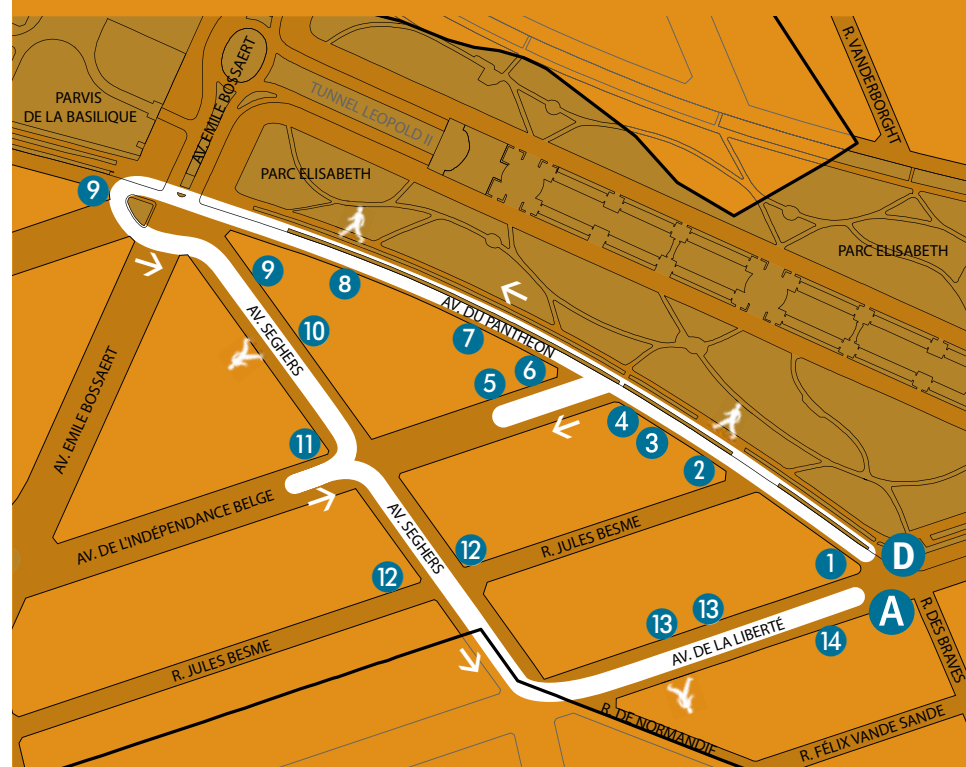 R. VANDERBORGHT
AV. EMILE BOSSAERT
PARVIS
DE LA BASILIQUE
TUNNEL LEOPOLD II
PARC ELISABETH
9
PARC ELISABETH
9
8
10
AV. DU PANTHEON
7
AV. SEGHERS
6
5
4
3
2
AV. EMILE BOSSAERT
11
AV. DE L'INDÉPENDANCE BELGE
AV. SEGHERS
12
R. JULES BESME
12
1
D
A
R. JULES BESME
13
13
AV. DE LA LIBERTÉ
14
R. DES BRAVES
R. DE NORMANDIE
R. FÉLIX VANDE SANDE